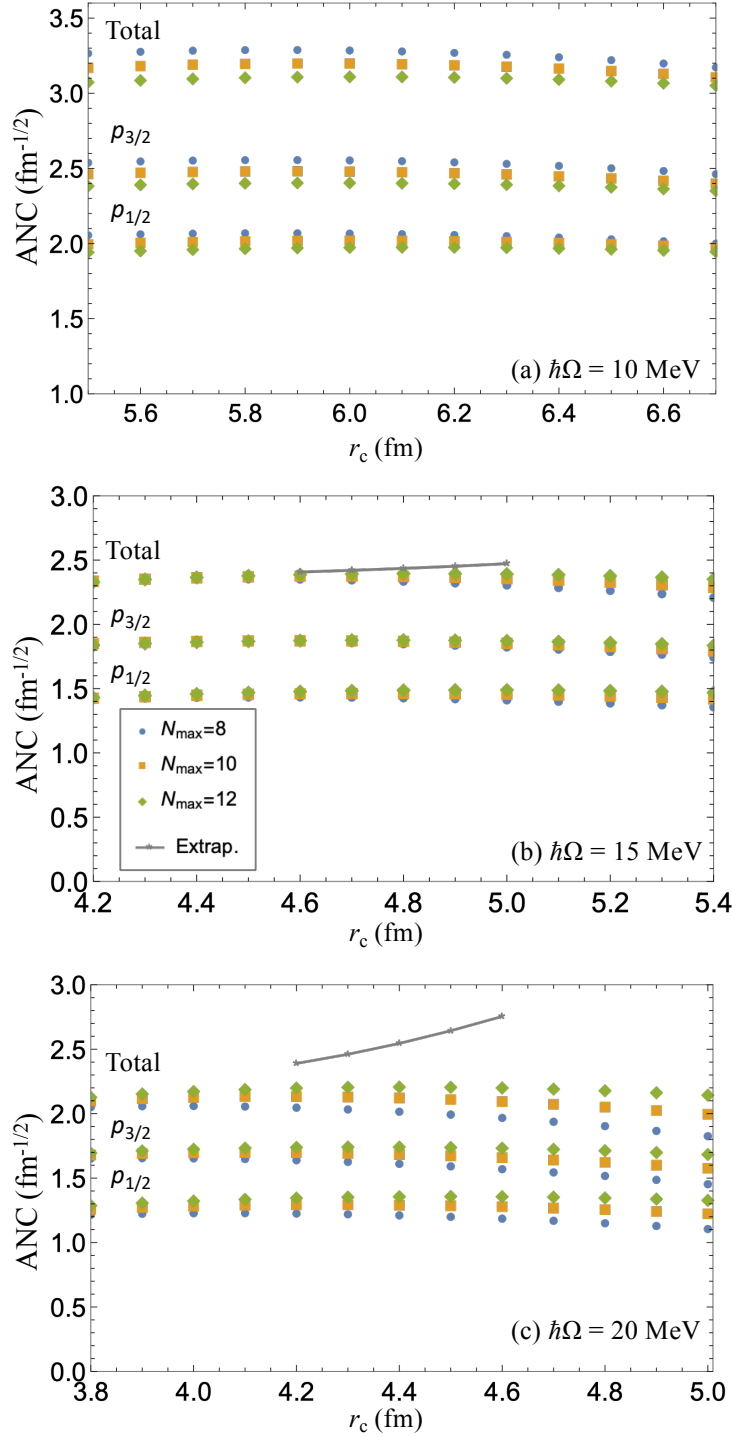 3.5
Total
3.0
p3/2
2.5
p1/2
2.0
1.5
1.0
ANC (fm-1/2)
(a) ħΩ = 10 MeV
5.6 5.8 6.0 6.2 6.4 6.6
rc (fm)
3.0
Total
2.5
p3/2
2.0
p1/2
1.5
1.0
0.5
0.0
ANC (fm-1/2)
Nmax=8
Nmax=10
Nmax=12
Extrap.
(b) ħΩ = 15 MeV
4.2 4.4 4.6 4.8 5.0 5.2 5.4
rc (fm)
3.0
2.5
Total
2.0
p3/2
1.5
p1/2
1.0
0.5
0.0
ANC (fm-1/2)
(c) ħΩ = 20 MeV
3.8 4.0 4.2 4.4 4.6 4.8 5.0
rc (fm)